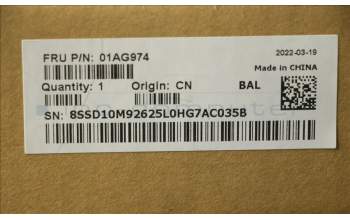 FRU P/N: 01AG974
2022-03-19
Made in CHINA
Quantity: 1 Origin: CN BAL
SN: 8SSD10M92625L0HG7AC035B